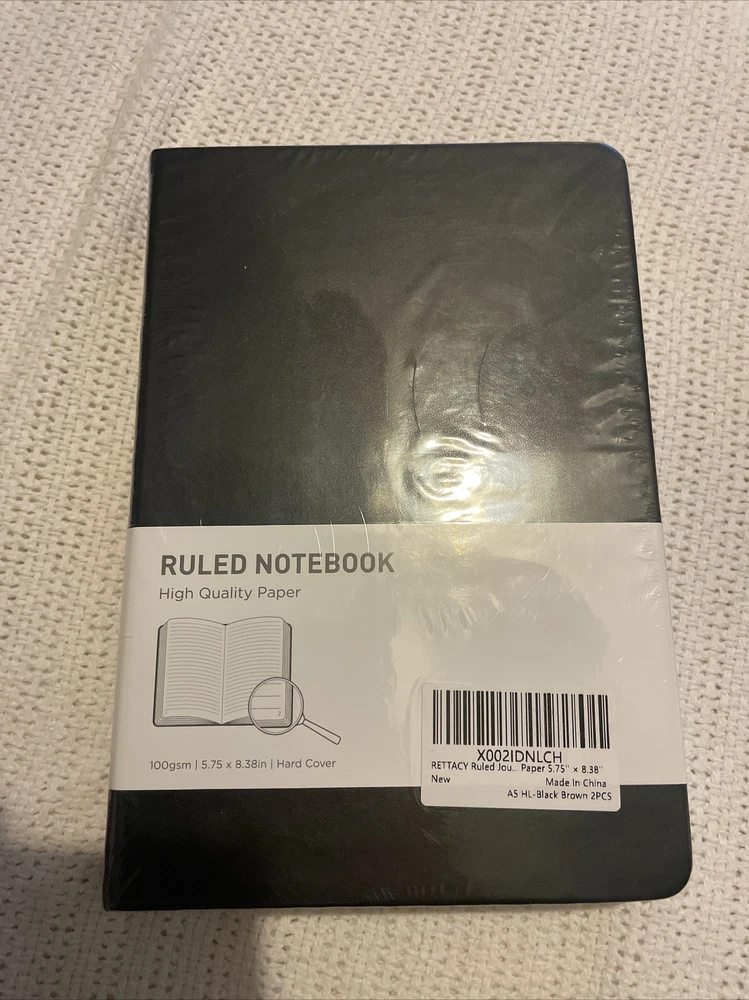 RULED NOTEBOOK
High Quality Paper
100gsm | 5.75 x 8.38in | Hard Cover
X002IDNLCH
RETTACY Ruled Jou... Paper 5.75" × 8.38"
New
Made In China
A5 HL-Black Brown 2PCS